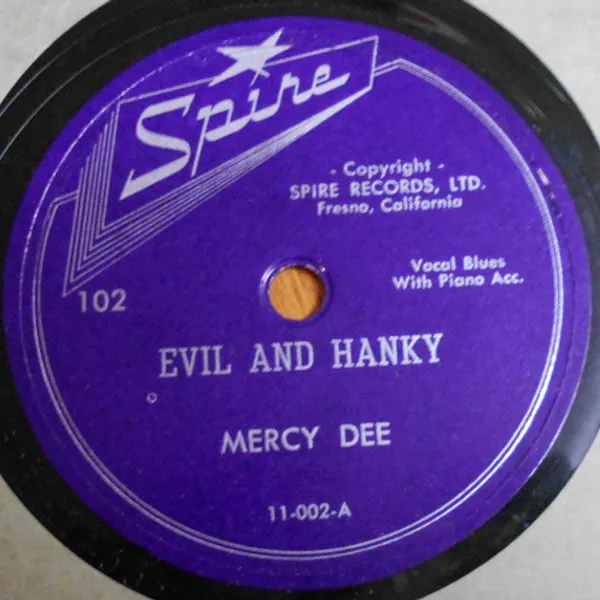 Spire
- Copyright -
SPIRE RECORDS, LTD.
Fresno, California
Vocal Blues
With Piano Acc.
102
EVIL AND HANKY
MERCY DEE
11-002-A